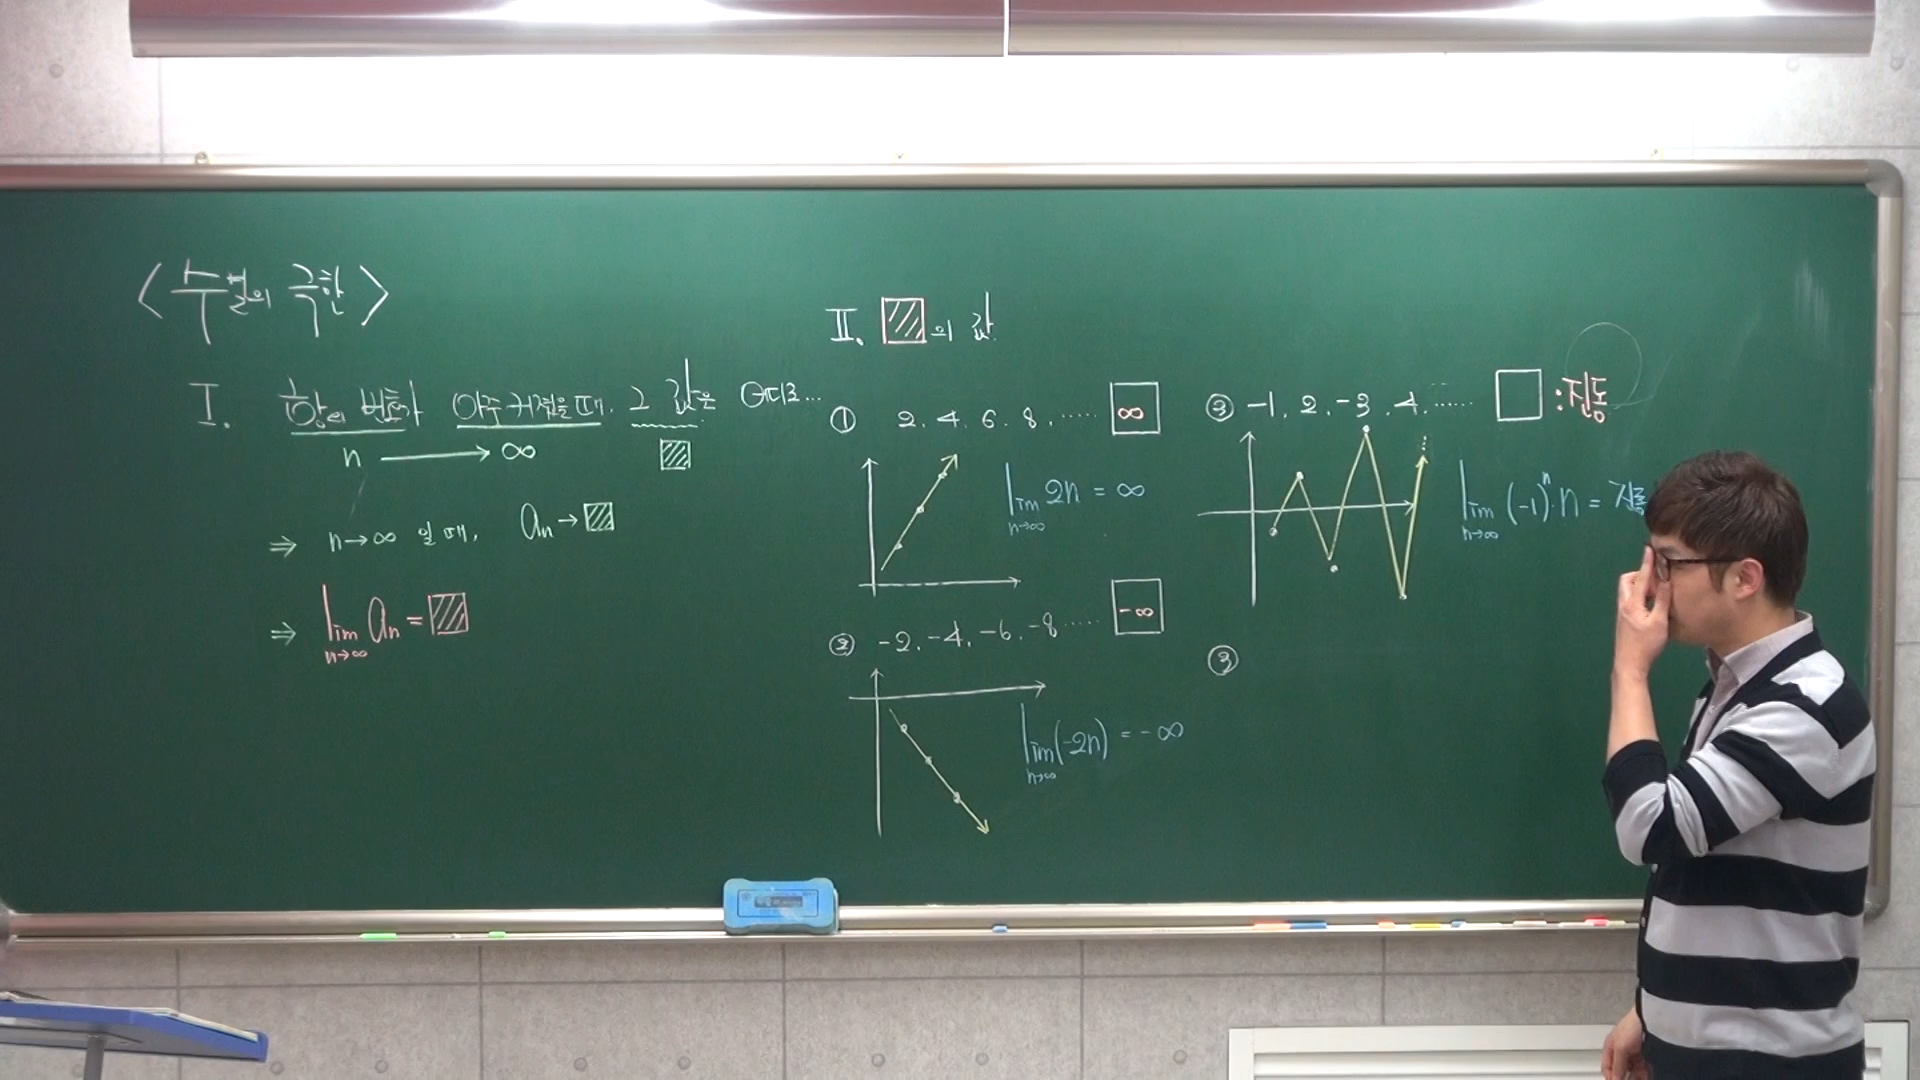 <수열의 극한>
I. 항의 번호가 아주 커졌을 때, 그 값은 어디로...
n → ∞ ▨
⇒ n→∞ 일 때, an → ▨
⇒ lim an = ▨
n→∞
II. ▨의 값
① 2, 4, 6, 8, ······ ∞
lim 2n = ∞
n→∞
② -2, -4, -6, -8 ····· -∞
lim (-2n) = -∞
n→∞
③ -1, 2, -3, 4, ······ □ : 진동
lim (-1)ⁿ·n = 진동
n→∞
③